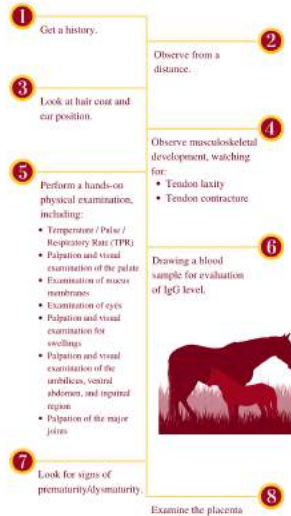 1
Get a history.
2
Observe from a
distance.
3
Look at hair coat and
ear position.
4
Observe musculoskeletal
development, watching
for:
• Tendon laxity
• Tendon contracture
5
Perform a hands-on
physical examination,
including:
• Temperature / Pulse /
Respiratory Rate (TPR)
• Palpation and visual
examination of the palate
• Examination of mucus
membranes
• Examination of eyes
• Palpation and visual
examination for
swellings
• Palpation and visual
examination of the
umbilicus, ventral
abdomen, and inguinal
region
• Palpation of the major
joints
6
Drawing a blood
sample for evaluation
of IgG level.
7
Look for signs of
prematurity/dysmaturity.
8
Examine the placenta